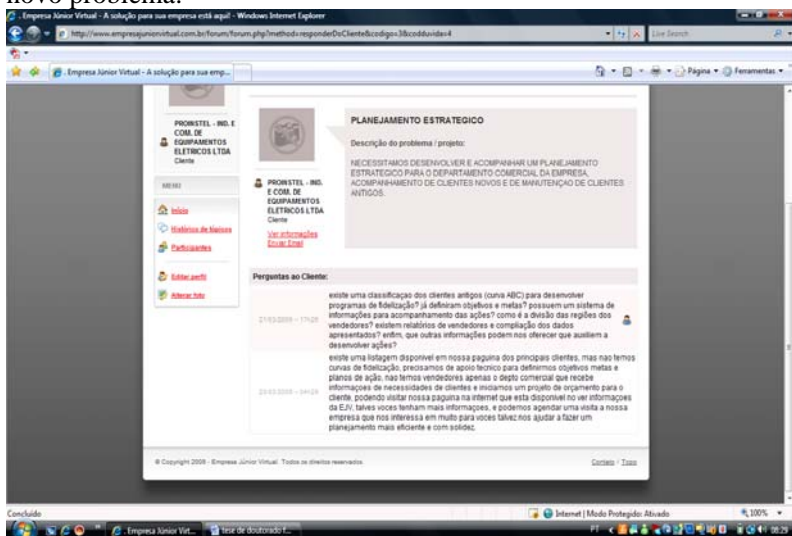 novo problema.
. Empresa Júnior Virtual - A solução para sua empresa está aqui! - Windows Internet Explorer
http://www.empresajuniorvirtual.com.br/forum/forum.php?method=responderDoCliente&codigo=3&codduvida=4
Live Search
. Empresa Júnior Virtual - A solução para sua emp...
Página
Ferramentas
PROINSTEL - IND. E
COM. DE
EQUIPAMENTOS
ELETRICOS LTDA
Cliente
MENU
Início
Histórico de tópicos
Participantes
Editar perfil
Alterar foto
PROINSTEL - IND.
E COM. DE
EQUIPAMENTOS
ELETRICOS LTDA
Cliente
Ver informações
Enviar Email
PLANEJAMENTO ESTRATEGICO
Descrição do problema / projeto:
NECESSITAMOS DESENVOLVER E ACOMPANHAR UM PLANEJAMENTO
ESTRATEGICO PARA O DEPARTAMENTO COMERCIAL DA EMPRESA,
ACOMPANHAMENTO DE CLIENTES NOVOS E DE MANUTENÇAO DE CLIENTES
ANTIGOS.
Perguntas ao Cliente:
existe uma classificaçao dos clientes antigos (curva ABC) para desenvolver
programas de fidelização? já definiram objetivos e metas? possuem um sistema de
informações para acompanhamento das ações? como é a divisão das regiões dos
vendedores? existem relatórios de vendedores e compilação dos dados
apresentados? enfim, que outras informações podem nos oferecer que auxiliem a
desenvolver ações?
existe uma listagem disponivel em nossa paguina dos principais clientes, mas nao temos
curvas de fidelização, precisamos de apoio tecnico para definirmos objetivos metas e
planos de ação, nao temos vendedores apenas o depto comercial que recebe
informaçoes de necessidades de clientes e iniciamos um projeto de orçamento para o
cliente, podendo visitar nossa paguina na internet que esta disponivel no ver informaçoes
da EJV, talves voces tenham mais informaçoes, e podemos agendar uma visita a nossa
empresa que nos interessa em muito para voces talvez nos ajudar a fazer um
planejamento mais eficiente e com solidez.
© Copyright 2008 - Empresa Júnior Virtual. Todos os direitos reservados.
Contato / Topo
Concluído
Internet | Modo Protegido: Ativado
100%
. Empresa Júnior Virt...
tese de doutorado f...
PT
08:29